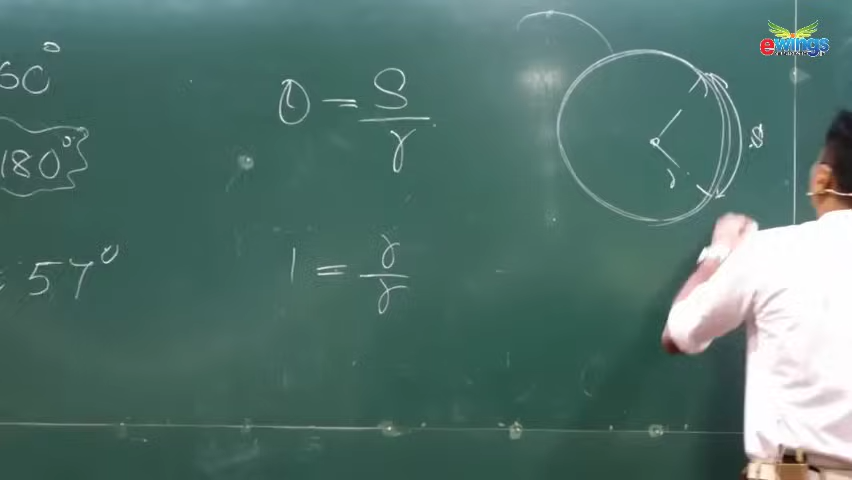 60°
180°
= 57°
θ = S/r
1 = r/r
r
S
ewings